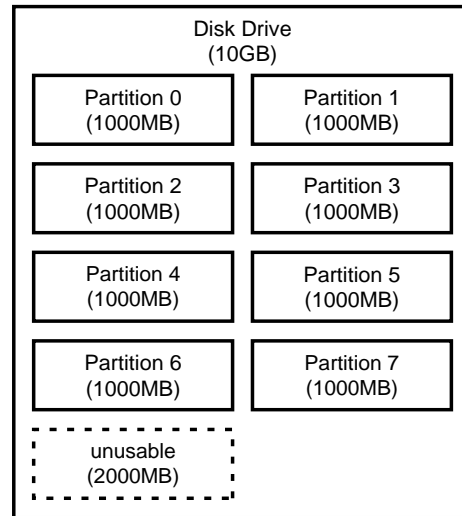 Disk Drive
(10GB)
Partition 0
(1000MB)
Partition 1
(1000MB)
Partition 2
(1000MB)
Partition 3
(1000MB)
Partition 4
(1000MB)
Partition 5
(1000MB)
Partition 6
(1000MB)
Partition 7
(1000MB)
unusable
(2000MB)